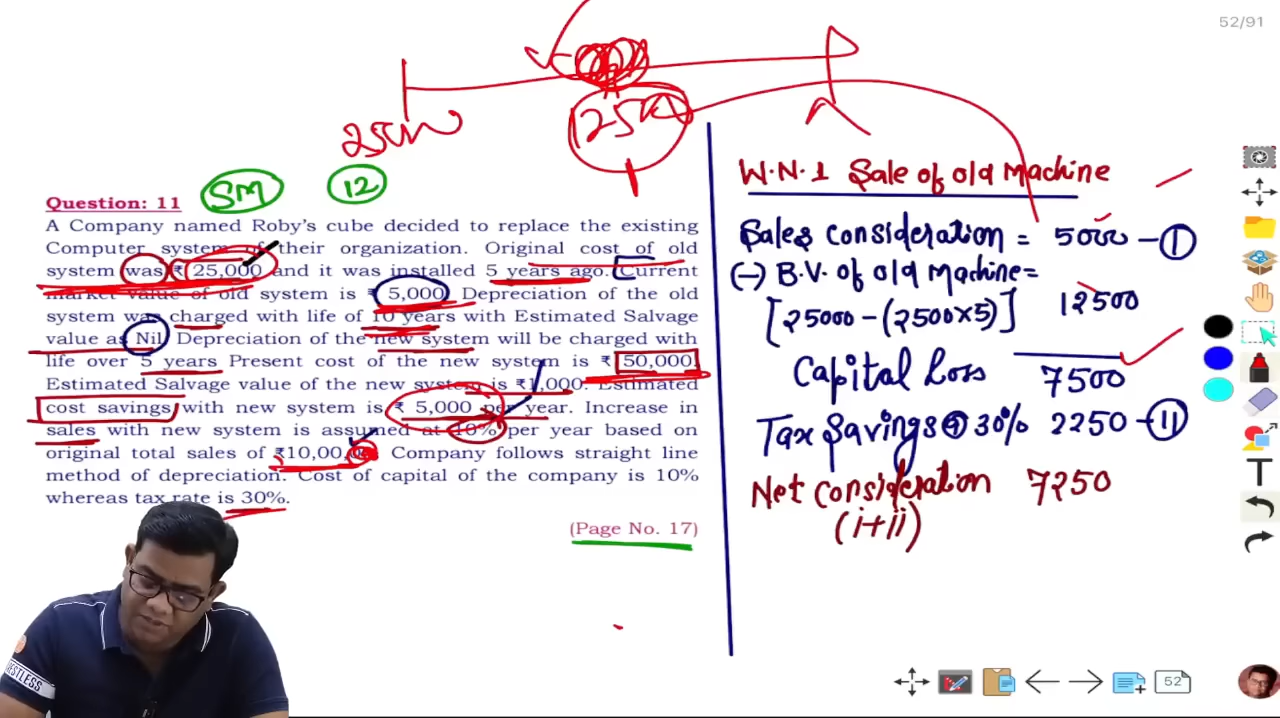 52/91
25000
12500
SM
12
Question: 11
A Company named Roby's cube decided to replace the existing
Computer system of their organization. Original cost of old
system was ₹ 25,000 and it was installed 5 years ago. Current
market value of old system is ₹ 5,000. Depreciation of the old
system was charged with life of 10 years with Estimated Salvage
value as Nil. Depreciation of the new system will be charged with
life over 5 years Present cost of the new system is ₹ 50,000.
Estimated Salvage value of the new system is ₹1,000. Estimated
cost savings with new system is ₹ 5,000 per year. Increase in
sales with new system is assumed at 10% per year based on
original total sales of ₹10,00, Company follows straight line
method of depreciation. Cost of capital of the company is 10%
whereas tax rate is 30%.
(Page No. 17)
W.N.1 Sale of old Machine
Sales consideration = 5000 - I
(-) B.V. of old Machine =
[25000 - (2500×5)] 12500
Capital Loss 7500
Tax Savings @ 30% 2250 - II
Net Consideration 7250
(i+ii)
RESTLESS
T
52